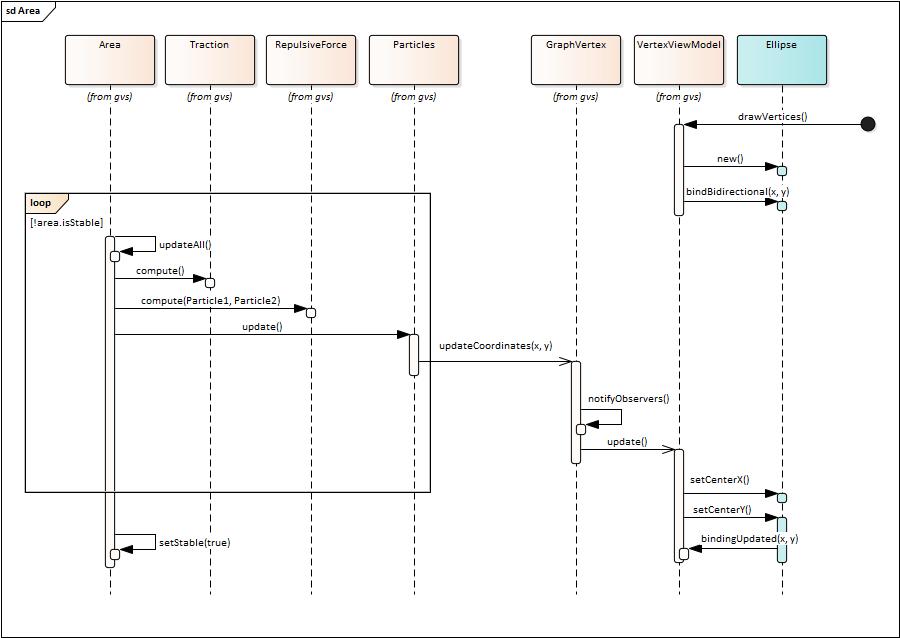 sd Area
Area
Traction
RepulsiveForce
Particles
GraphVertex
VertexViewModel
Ellipse
(from gvs)
(from gvs)
(from gvs)
(from gvs)
(from gvs)
(from gvs)
drawVertices()
new()
bindBidirectional(x, y)
loop
[!area.isStable]
updateAll()
compute()
compute(Particle1, Particle2)
update()
updateCoordinates(x, y)
notifyObservers()
update()
setCenterX()
setCenterY()
bindingUpdated(x, y)
setStable(true)